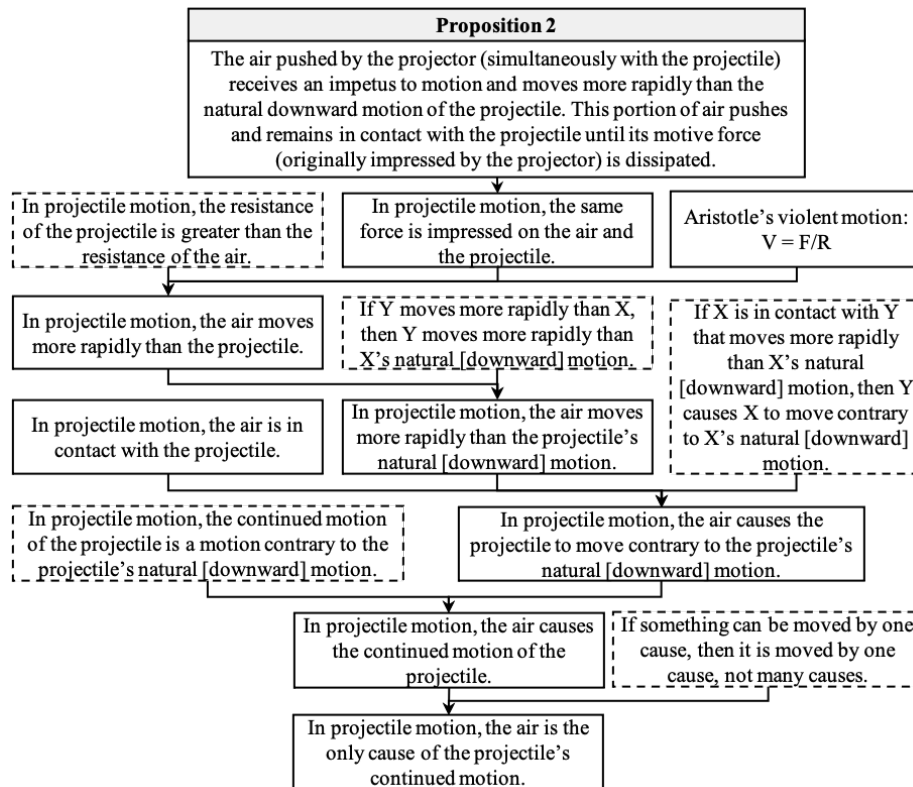 Proposition 2
The air pushed by the projector (simultaneously with the projectile)
receives an impetus to motion and moves more rapidly than the
natural downward motion of the projectile. This portion of air pushes
and remains in contact with the projectile until its motive force
(originally impressed by the projector) is dissipated.
In projectile motion, the resistance
of the projectile is greater than the
resistance of the air.
In projectile motion, the same
force is impressed on the air and
the projectile.
Aristotle's violent motion:
V = F/R
In projectile motion, the air moves
more rapidly than the projectile.
If Y moves more rapidly than X,
then Y moves more rapidly than
X's natural [downward] motion.
If X is in contact with Y
that moves more rapidly
than X's natural
[downward] motion, then Y
causes X to move contrary
to X's natural [downward]
motion.
In projectile motion, the air is in
contact with the projectile.
In projectile motion, the air moves
more rapidly than the projectile's
natural [downward] motion.
In projectile motion, the continued motion
of the projectile is a motion contrary to the
projectile's natural [downward] motion.
In projectile motion, the air causes the
projectile to move contrary to the projectile's
natural [downward] motion.
In projectile motion, the air causes
the continued motion of the
projectile.
If something can be moved by one
cause, then it is moved by one
cause, not many causes.
In projectile motion, the air is the
only cause of the projectile's
continued motion.